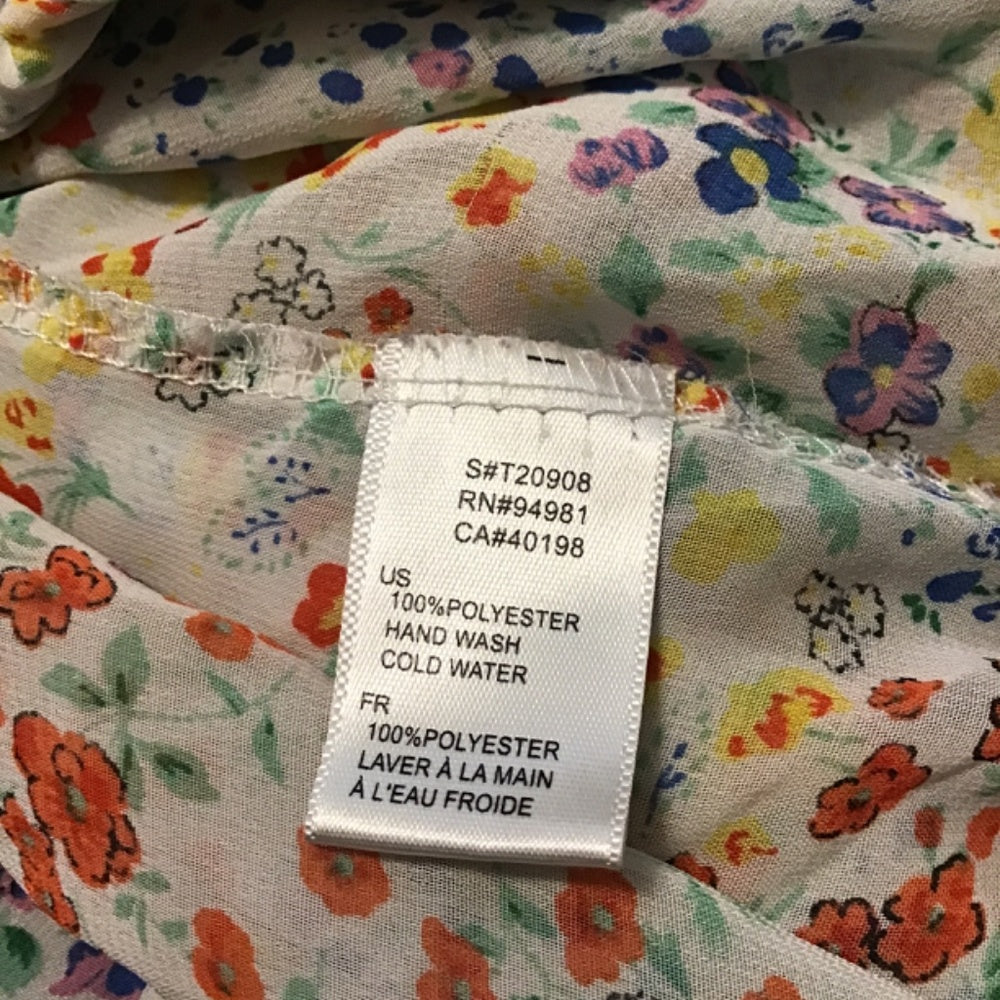 S#T20908
RN#94981
CA#40198
US
100%POLYESTER
HAND WASH
COLD WATER
FR
100%POLYESTER
LAVER À LA MAIN
À L'EAU FROIDE